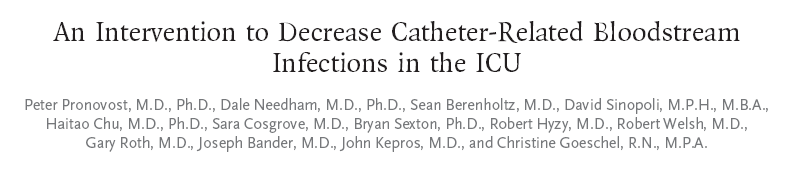 An Intervention to Decrease Catheter-Related Bloodstream
Infections in the ICU
Peter Pronovost, M.D., Ph.D., Dale Needham, M.D., Ph.D., Sean Berenholtz, M.D., David Sinopoli, M.P.H., M.B.A.,
Haitao Chu, M.D., Ph.D., Sara Cosgrove, M.D., Bryan Sexton, Ph.D., Robert Hyzy, M.D., Robert Welsh, M.D.,
Gary Roth, M.D., Joseph Bander, M.D., John Kepros, M.D., and Christine Goeschel, R.N., M.P.A.